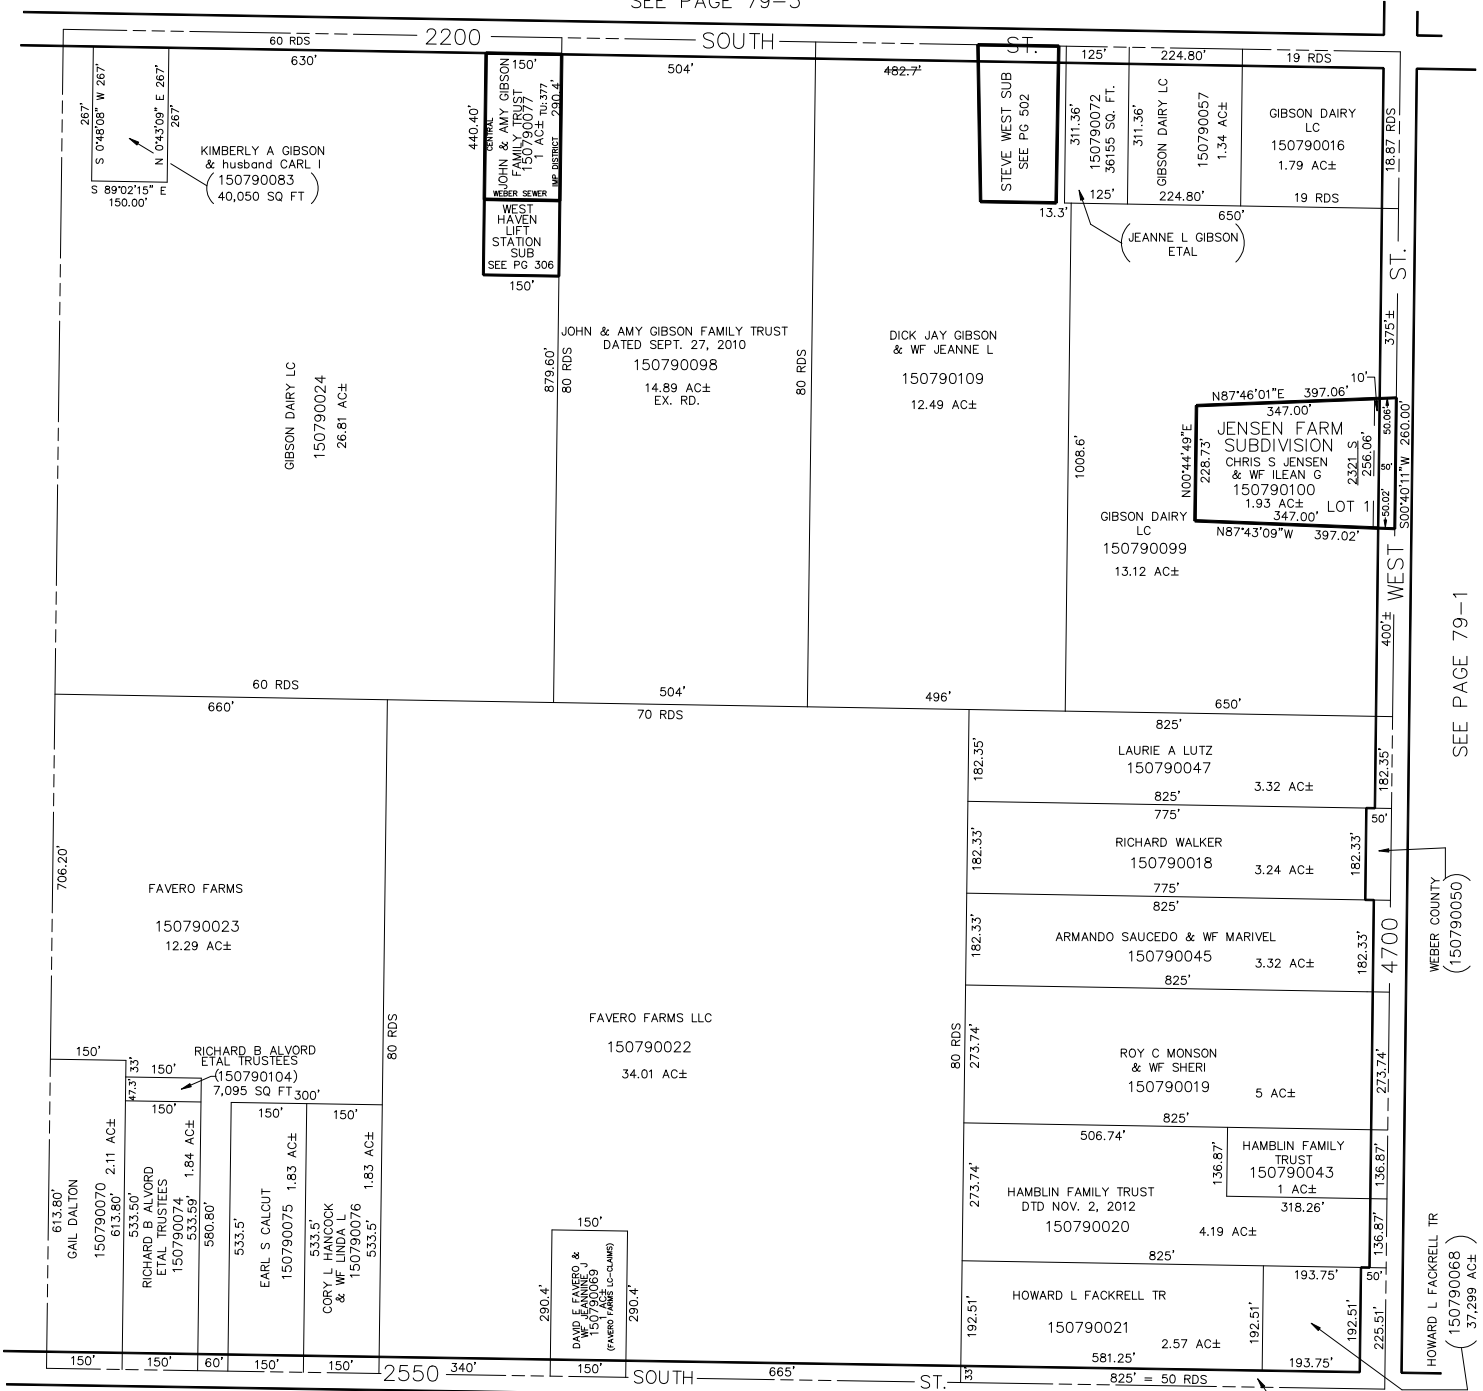 SEE PAGE 79-3
60 RDS
2200
SOUTH
ST.
630'
150'
504'
482.7'
125'
224.80'
19 RDS
267'
S 0°48'08" W 267'
N 0°43'09" E 267'
267'
S 89°02'15" E
150.00'
KIMBERLY A GIBSON
& husband CARL I
(150790083)
40,050 SQ FT
440.40'
CENTRAL
JOHN & AMY GIBSON
FAMILY TRUST
150790077
1 AC± TU:377
290.4'
IMP DISTRICT
WEBER SEWER
WEST
HAVEN
LIFT
STATION
SUB
SEE PG 306
150'
STEVE WEST SUB
SEE PG 502
311.36'
150790072
36155 SQ. FT.
125'
311.36'
GIBSON DAIRY LC
150790057
1.34 AC±
224.80'
GIBSON DAIRY
LC
150790016
1.79 AC±
19 RDS
18.87 RDS
13.3'
650'
(JEANNE L GIBSON
ETAL)
GIBSON DAIRY LC
150790024
26.81 AC±
879.60'
80 RDS
JOHN & AMY GIBSON FAMILY TRUST
DATED SEPT. 27, 2010
150790098
14.89 AC±
EX. RD.
80 RDS
DICK JAY GIBSON
& WF JEANNE L
150790109
12.49 AC±
1008.6'
GIBSON DAIRY
LC
150790099
13.12 AC±
ST.
375'±
10'
N87°46'01"E 397.06'
347.00'
JENSEN FARM
SUBDIVISION
CHRIS S JENSEN
& WF ILEAN G
150790100
1.93 AC±
LOT 1
347.00'
N87°43'09"W 397.02'
N00°44'49"E
228.73'
2321 S
256.06'
50.06'
50'
50.02'
S00°40'11"W 260.00'
WEST
400'±
SEE PAGE 79-1
60 RDS
660'
504'
70 RDS
496'
650'
825'
182.35'
LAURIE A LUTZ
150790047
3.32 AC±
182.35'
825'
775'
50'
182.33'
RICHARD WALKER
150790018
3.24 AC±
182.33'
775'
825'
182.33'
ARMANDO SAUCEDO & WF MARIVEL
150790045
3.32 AC±
182.33'
825'
4700
WEBER COUNTY
(150790050)
706.20'
FAVERO FARMS
150790023
12.29 AC±
80 RDS
FAVERO FARMS LLC
150790022
34.01 AC±
80 RDS
273.74'
ROY C MONSON
& WF SHERI
150790019
5 AC±
273.74'
825'
506.74'
136.87'
HAMBLIN FAMILY
TRUST
150790043
1 AC±
318.26'
136.87'
273.74'
HAMBLIN FAMILY TRUST
DTD NOV. 2, 2012
150790020
4.19 AC±
136.87'
825'
193.75'
50'
192.51'
HOWARD L FACKRELL TR
150790021
2.57 AC±
581.25'
192.51'
192.51'
225.51'
193.75'
HOWARD L FACKRELL TR
(150790068)
37,299 AC±
150'
33'
150'
47.3'
RICHARD B ALVORD
ETAL TRUSTEES
(150790104)
7,095 SQ FT
150'
300'
150'
150'
613.80'
GAIL DALTON
150790070 2.11 AC±
613.80'
533.50'
RICHARD B ALVORD
ETAL TRUSTEES
150790074
533.59' 1.84 AC±
580.80'
533.5'
EARL S CALCUT
150790075 1.83 AC±
533.5'
CORY L HANCOCK
& WF LINDA L
150790076
533.5' 1.83 AC±
150'
290.4'
DAVID E FAVERO &
WF JEANNINE J
150790069
1 AC±
(FAVERO FARMS LC-CLAIMS)
290.4'
150'
150'
60'
150'
150'
2550
340'
150'
SOUTH
665'
ST.
33'
825' = 50 RDS